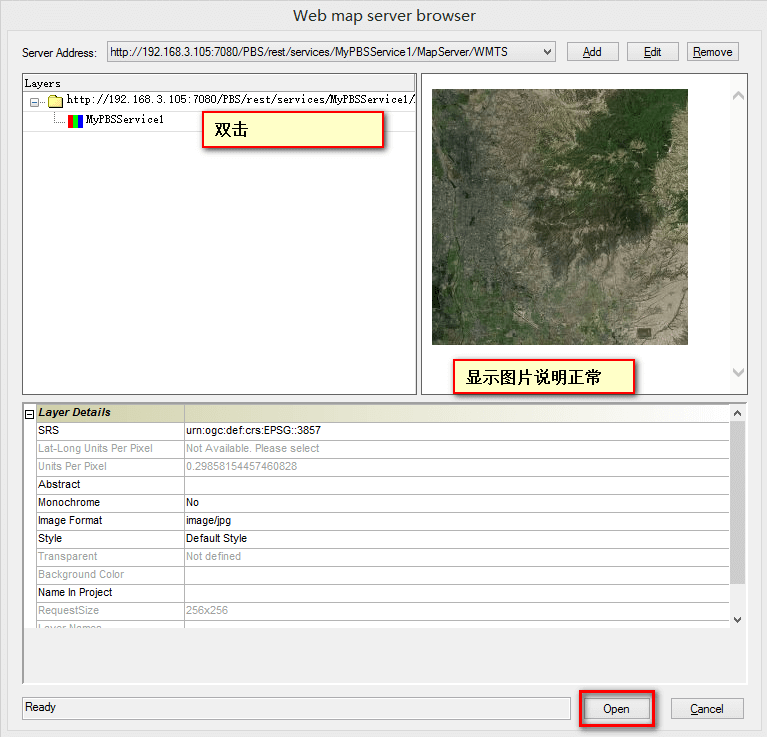 Web map server browser
Server Address: http://192.168.3.105:7080/PBS/rest/services/MyPBSService1/MapServer/WMTS Add Edit Remove
Layers
http://192.168.3.105:7080/PBS/rest/services/MyPBSService1/
MyPBSService1
双击
显示图片说明正常
Layer Details
SRS urn:ogc:def:crs:EPSG::3857
Lat-Long Units Per Pixel Not Available. Please select
Units Per Pixel 0.29858154457460828
Abstract
Monochrome No
Image Format image/jpg
Style Default Style
Transparent Not defined
Background Color
Name In Project
RequestSize 256x256
Layer Names
Ready Open Cancel